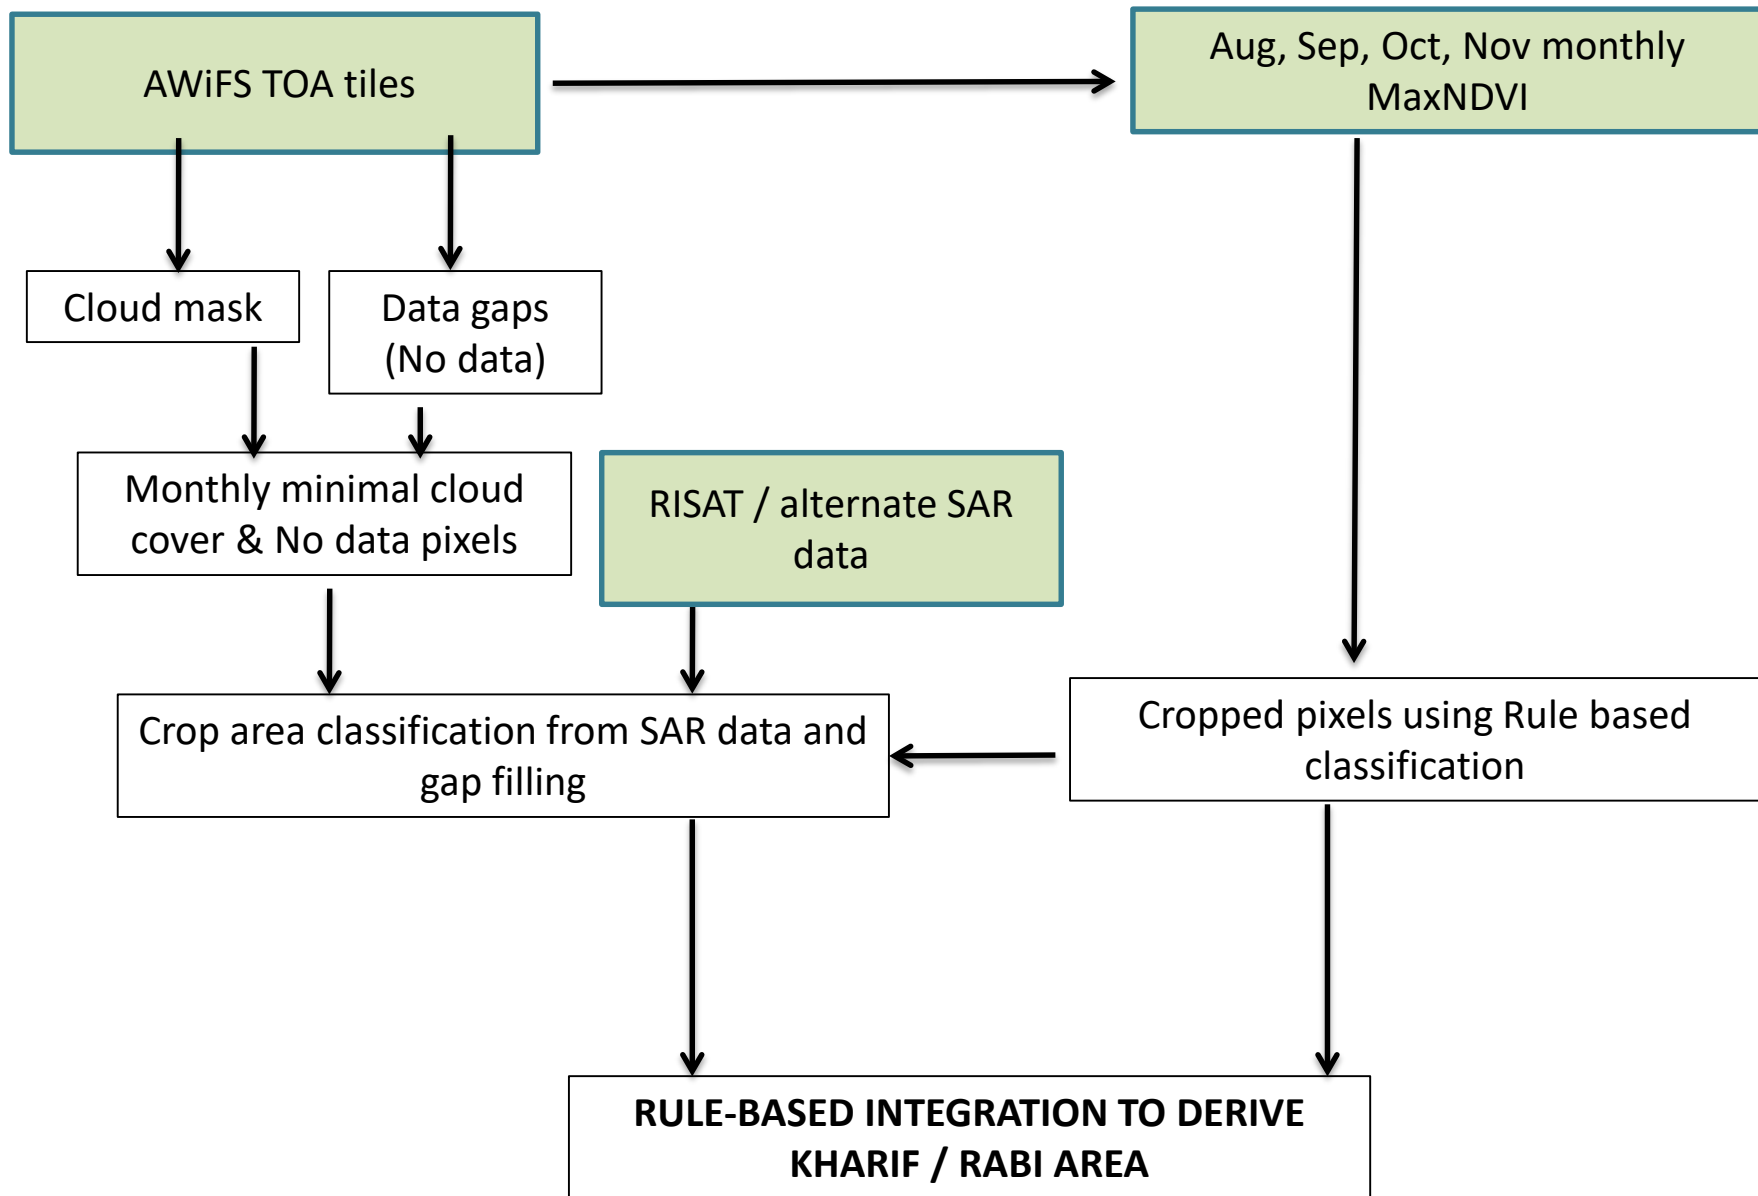 AWiFS TOA tiles
Aug, Sep, Oct, Nov monthly
MaxNDVI
Cloud mask
Data gaps
(No data)
Monthly minimal cloud
cover & No data pixels
RISAT / alternate SAR
data
Crop area classification from SAR data and
gap filling
Cropped pixels using Rule based
classification
RULE-BASED INTEGRATION TO DERIVE
KHARIF / RABI AREA